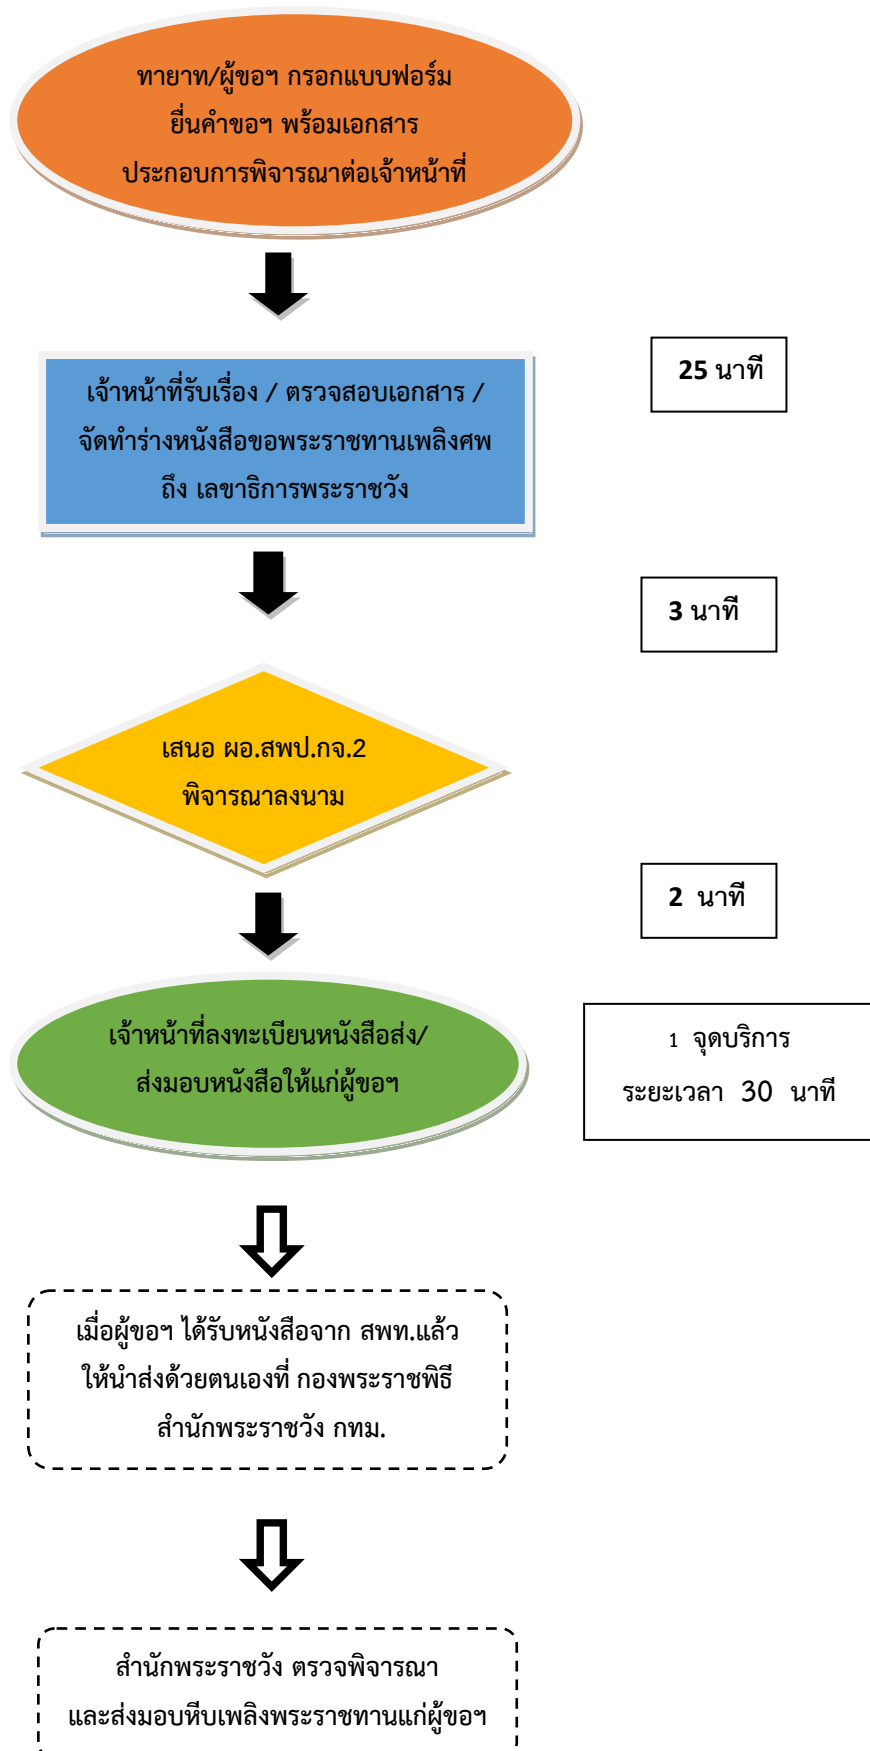 ทายาท/ผู้ขอฯ กรอกแบบฟอร์ม
ยื่นคำขอฯ พร้อมเอกสาร
ประกอบการพิจารณาต่อเจ้าหน้าที่
25 นาที
เจ้าหน้าที่รับเรื่อง / ตรวจสอบเอกสาร /
จัดทำร่างหนังสือขอพระราชทานเพลิงศพ
ถึง เลขาธิการพระราชวัง
3 นาที
เสนอ ผอ.สพป.กจ.2
พิจารณาลงนาม
2 นาที
เจ้าหน้าที่ลงทะเบียนหนังสือส่ง/
ส่งมอบหนังสือให้แก่ผู้ขอฯ
1 จุดบริการ
ระยะเวลา 30 นาที
เมื่อผู้ขอฯ ได้รับหนังสือจาก สพท.แล้ว
ให้นำส่งด้วยตนเองที่ กองพระราชพิธี
สำนักพระราชวัง กทม.
สำนักพระราชวัง ตรวจพิจารณา
และส่งมอบหีบเพลิงพระราชทานแก่ผู้ขอฯ